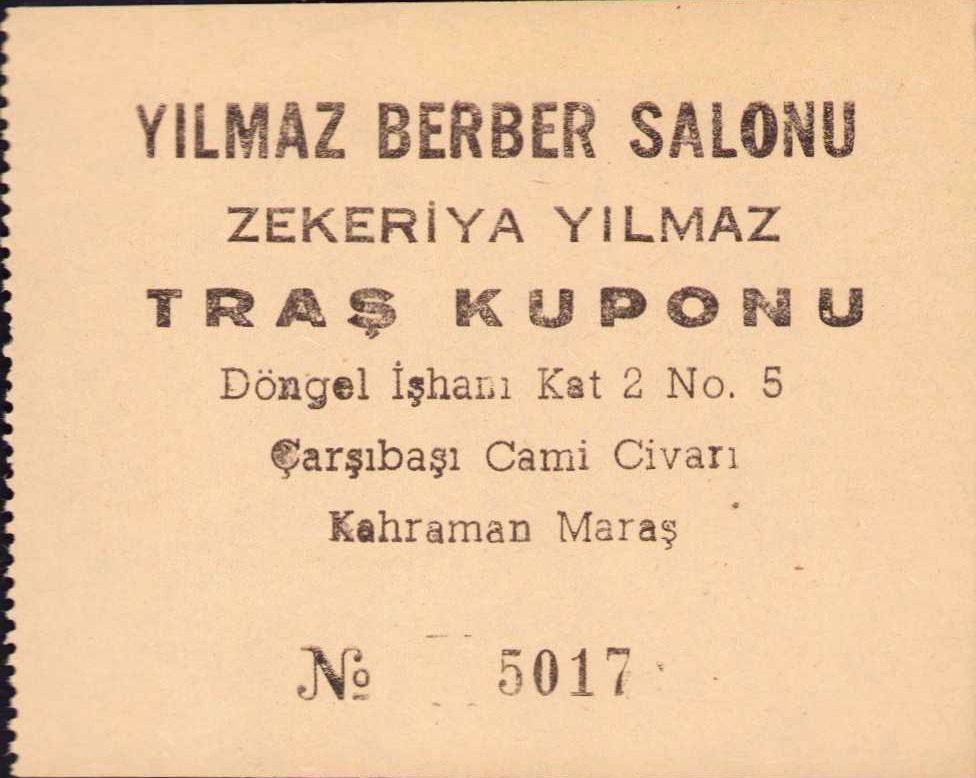 YILMAZ BERBER SALONU
ZEKERİYA YILMAZ
TRAŞ KUPONU
Döngel İşhanı Kat 2 No. 5
Çarşıbaşı Cami Civarı
Kahraman Maraş
№ 5017